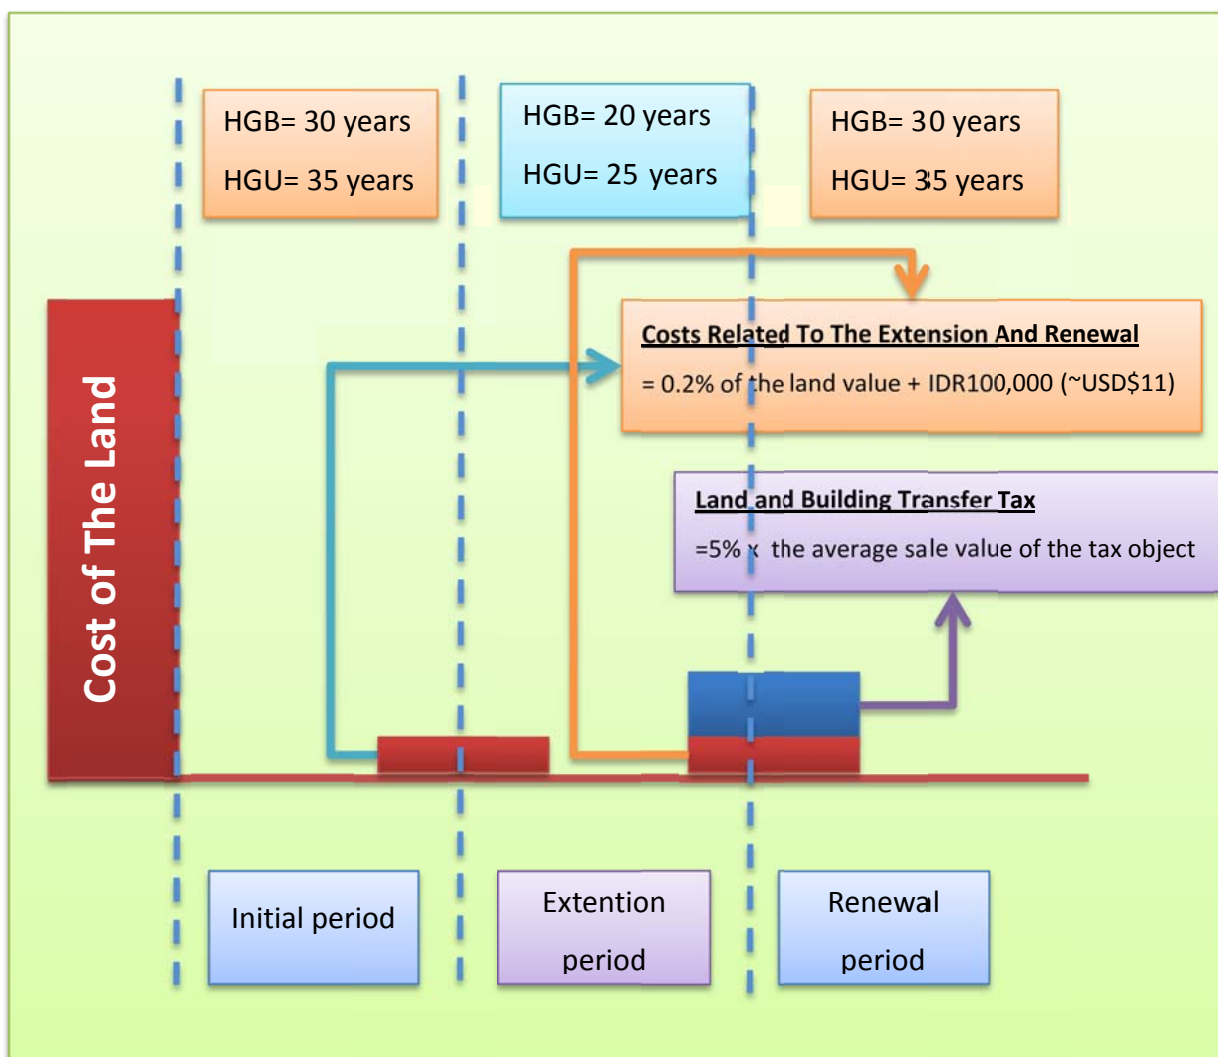 HGB= 30 years
HGU= 35 years
HGB= 20 years
HGU= 25 years
HGB= 30 years
HGU= 35 years
Costs Related To The Extension And Renewal
= 0.2% of the land value + IDR100,000 (~USD$11)
Land and Building Transfer Tax
=5% x the average sale value of the tax object
Cost of The Land
Initial period
Extention
period
Renewal
period